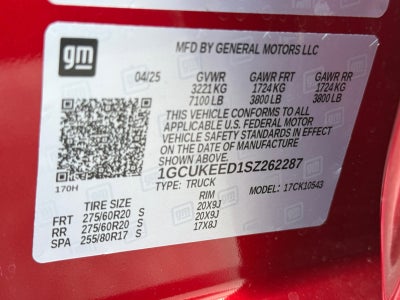 gm
MFD BY GENERAL MOTORS LLC
04/25 GVWR GAWR FRT GAWR RR
3221 KG 1724 KG 1724 KG
7100 LB 3800 LB 3800 LB
THIS VEHICLE CONFORMS TO ALL
APPLICABLE U.S. FEDERAL MOTOR
VEHICLE SAFETY STANDARDS IN EFFECT
ON THE DATE OF MANUFACTURE
1GCUKEED1SZ262287
TYPE: TRUCK MODEL: 17CK10543
170H
TIRE SIZE RIM
FRT 275/60R20 S 20X9J
RR 275/60R20 S 20X9J
SPA 255/80R17 S 17X8J